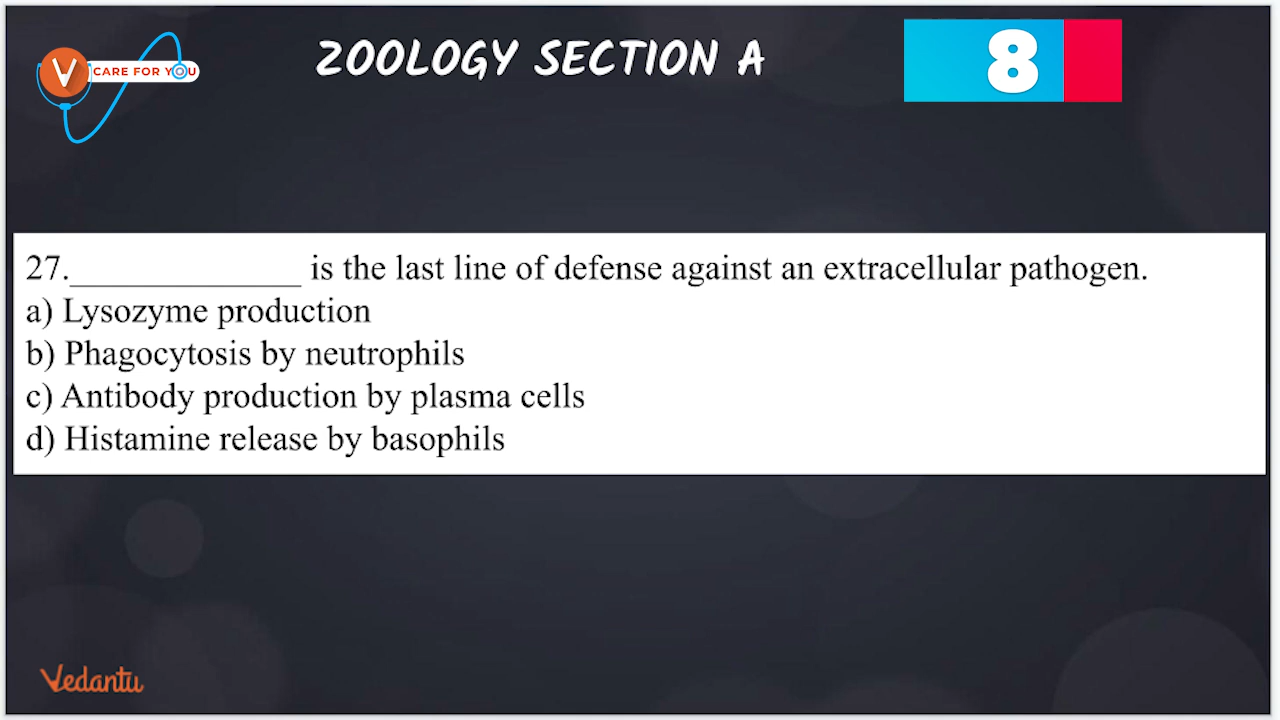 ZOOLOGY SECTION A
8
V CARE FOR YOU
27.______________ is the last line of defense against an extracellular pathogen.
a) Lysozyme production
b) Phagocytosis by neutrophils
c) Antibody production by plasma cells
d) Histamine release by basophils
Vedantu